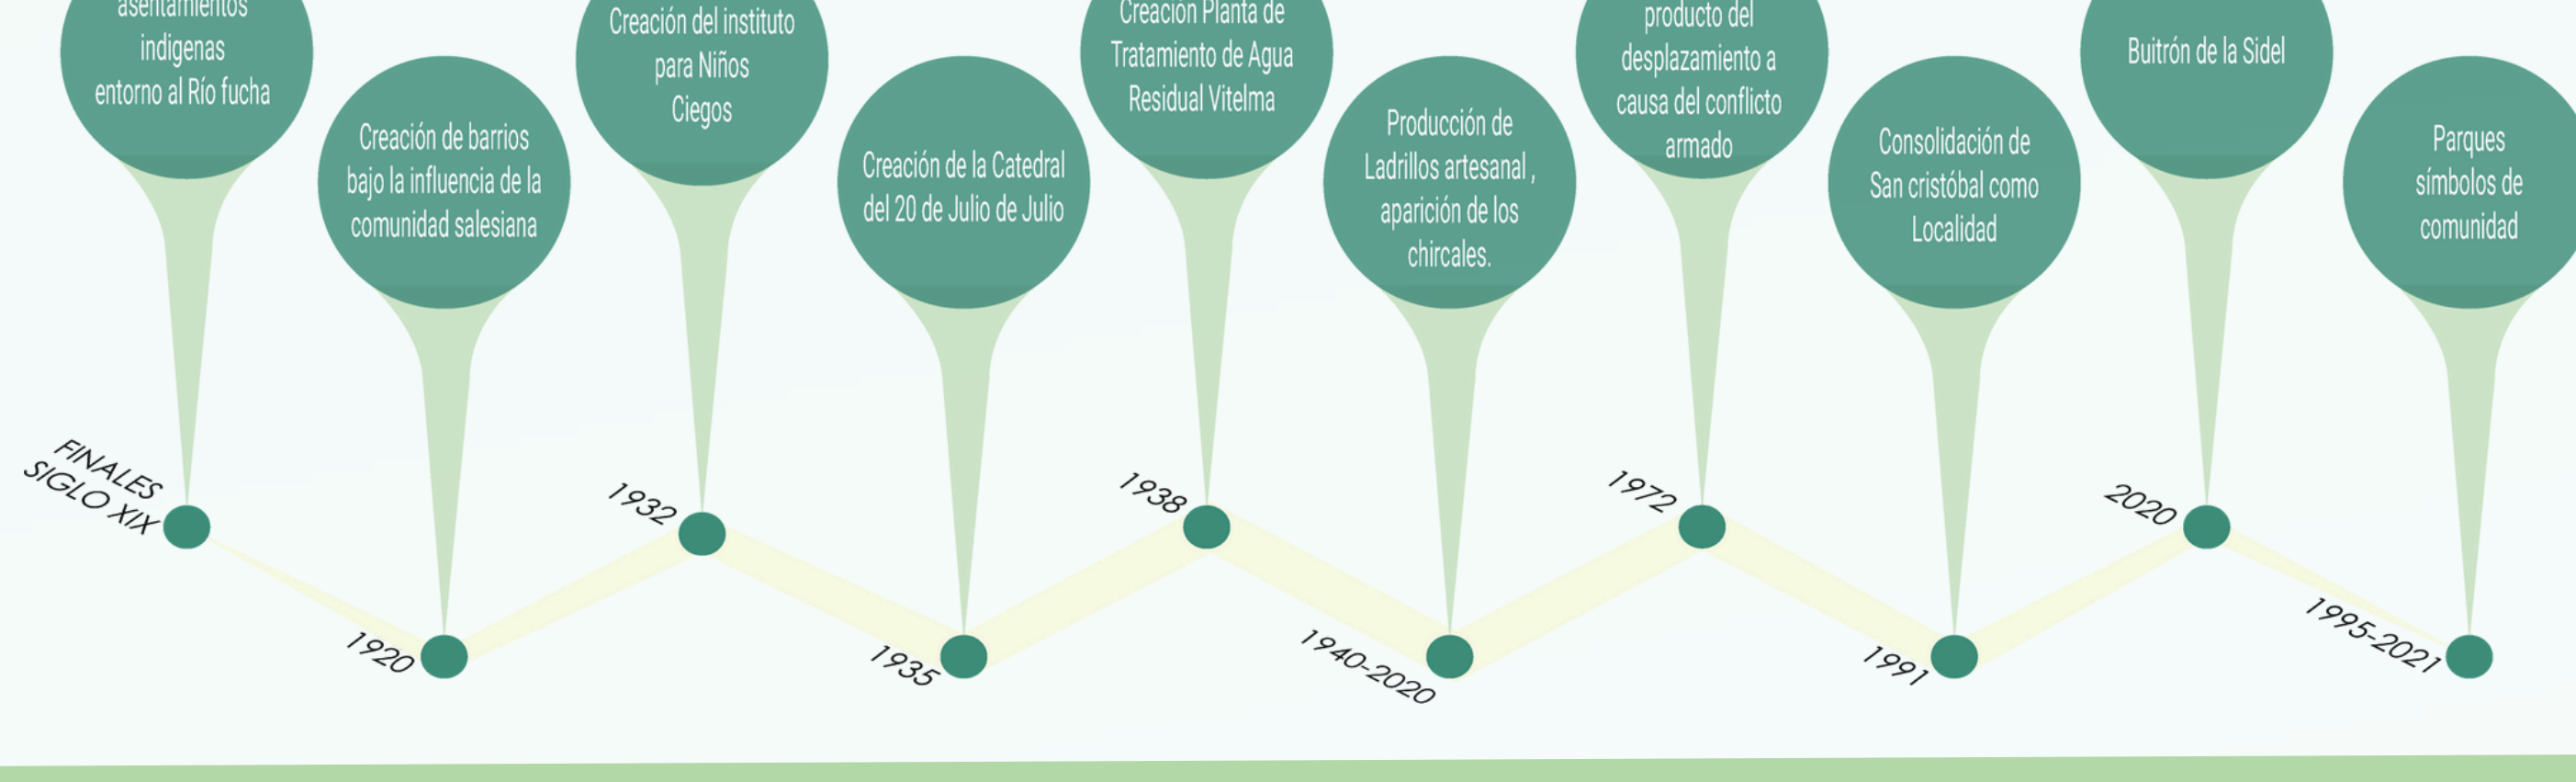 asentamientos
indigenas
entorno al Río fucha
Creación de barrios
bajo la influencia de la
comunidad salesiana
Creación del instituto
para Niños
Ciegos
Creación de la Catedral
del 20 de Julio de Julio
Creación Planta de
Tratamiento de Agua
Residual Vitelma
Producción de
Ladrillos artesanal ,
aparición de los
chircales.
producto del
desplazamiento a
causa del conflicto
armado
Consolidación de
San cristóbal como
Localidad
Buitrón de la Sidel
Parques
símbolos de
comunidad
FINALES
SIGLO XIX
1920
1932
1935
1938
1940-2020
1972
1991
2020
1995-2021